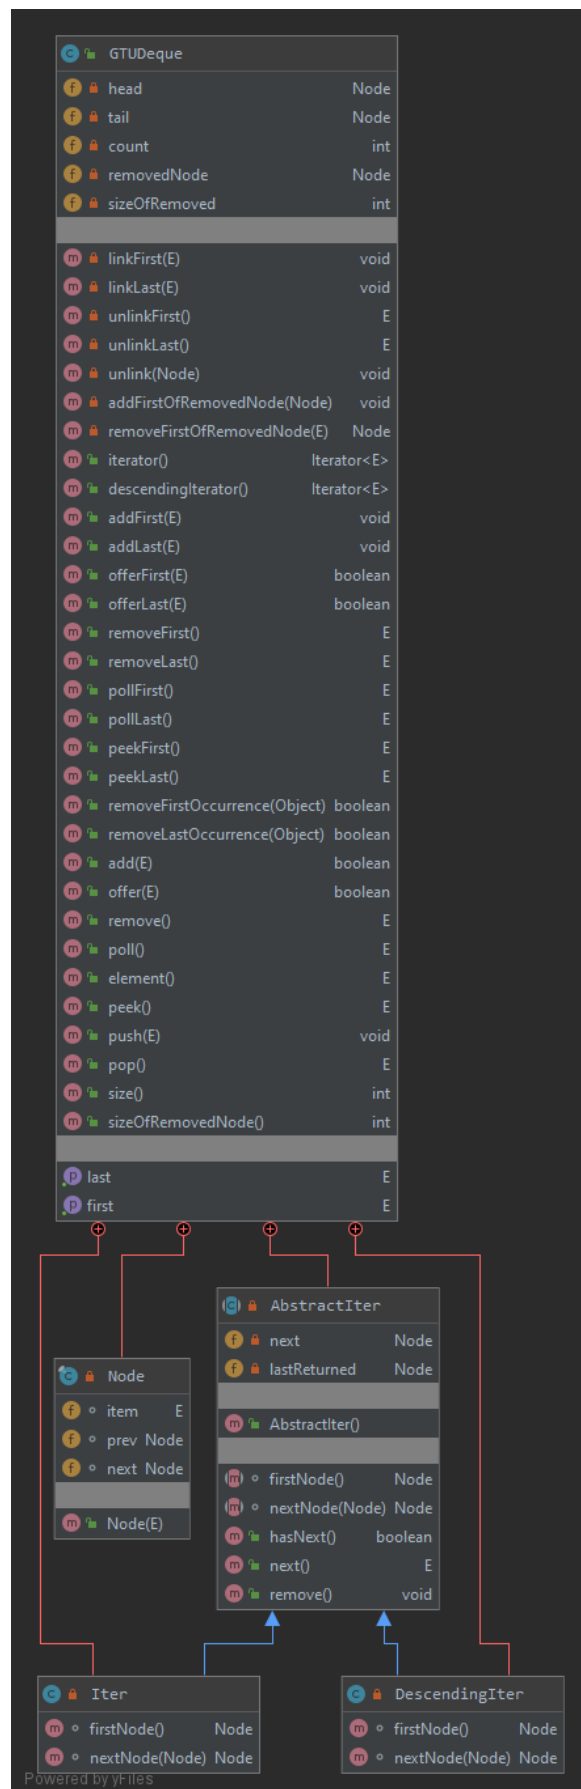 GTUDeque
head Node
tail Node
count int
removedNode Node
sizeOfRemoved int
linkFirst(E) void
linkLast(E) void
unlinkFirst() E
unlinkLast() E
unlink(Node) void
addFirstOfRemovedNode(Node) void
removeFirstOfRemovedNode(E) Node
iterator() Iterator<E>
descendingIterator() Iterator<E>
addFirst(E) void
addLast(E) void
offerFirst(E) boolean
offerLast(E) boolean
removeFirst() E
removeLast() E
pollFirst() E
pollLast() E
peekFirst() E
peekLast() E
removeFirstOccurrence(Object) boolean
removeLastOccurrence(Object) boolean
add(E) boolean
offer(E) boolean
remove() E
poll() E
element() E
peek() E
push(E) void
pop() E
size() int
sizeOfRemovedNode() int
last E
first E
AbstractIter
next Node
lastReturned Node
AbstractIter()
firstNode() Node
nextNode(Node) Node
hasNext() boolean
next() E
remove() void
Node
item E
prev Node
next Node
Node(E)
Iter
firstNode() Node
nextNode(Node) Node
DescendingIter
firstNode() Node
nextNode(Node) Node
Powered by yFiles